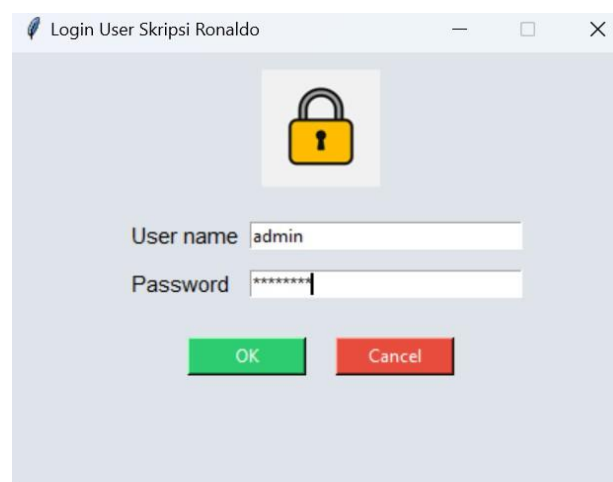 Login User Skripsi Ronaldo
User name admin
Password ********
OK Cancel